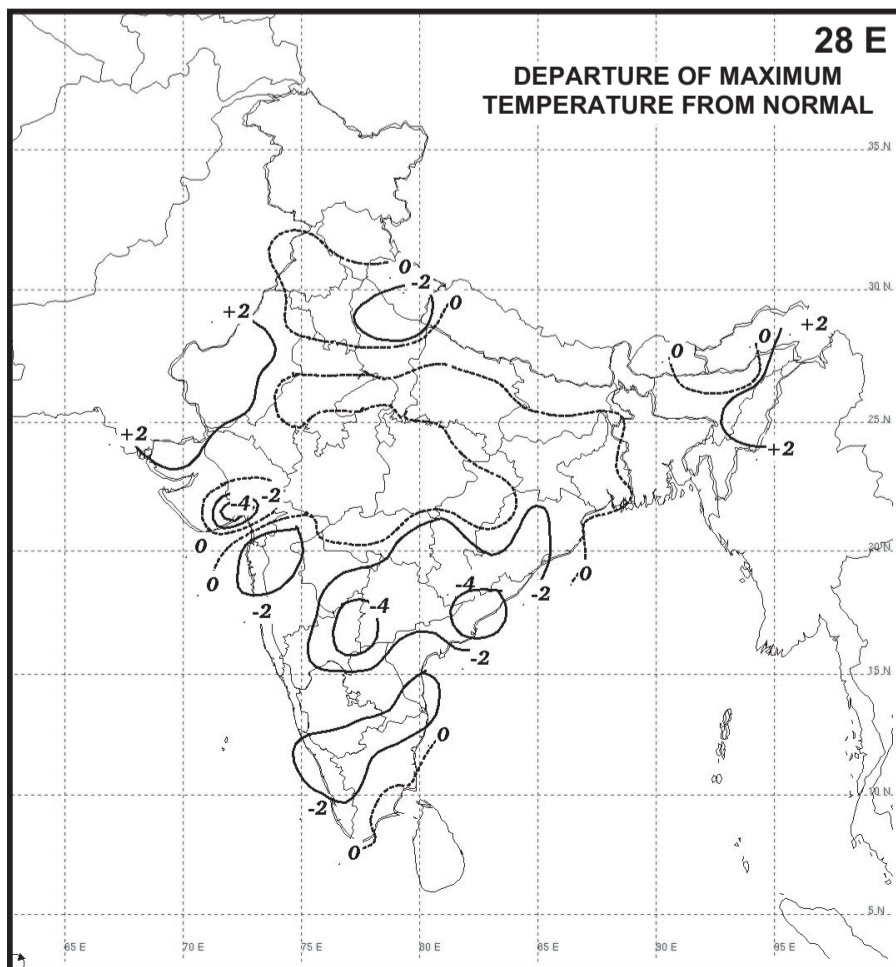 28 E
DEPARTURE OF MAXIMUM
TEMPERATURE FROM NORMAL
35 N
0
-2
30 N
0
+2
+2
0
0
25 N
+2
+2
-2
-4
0
20 N
0
-4
-2
0
-4
-2
-2
15 N
0
-2
10 N
0
5 N
65 E
70 E
75 E
80 E
85 E
90 E
95 E